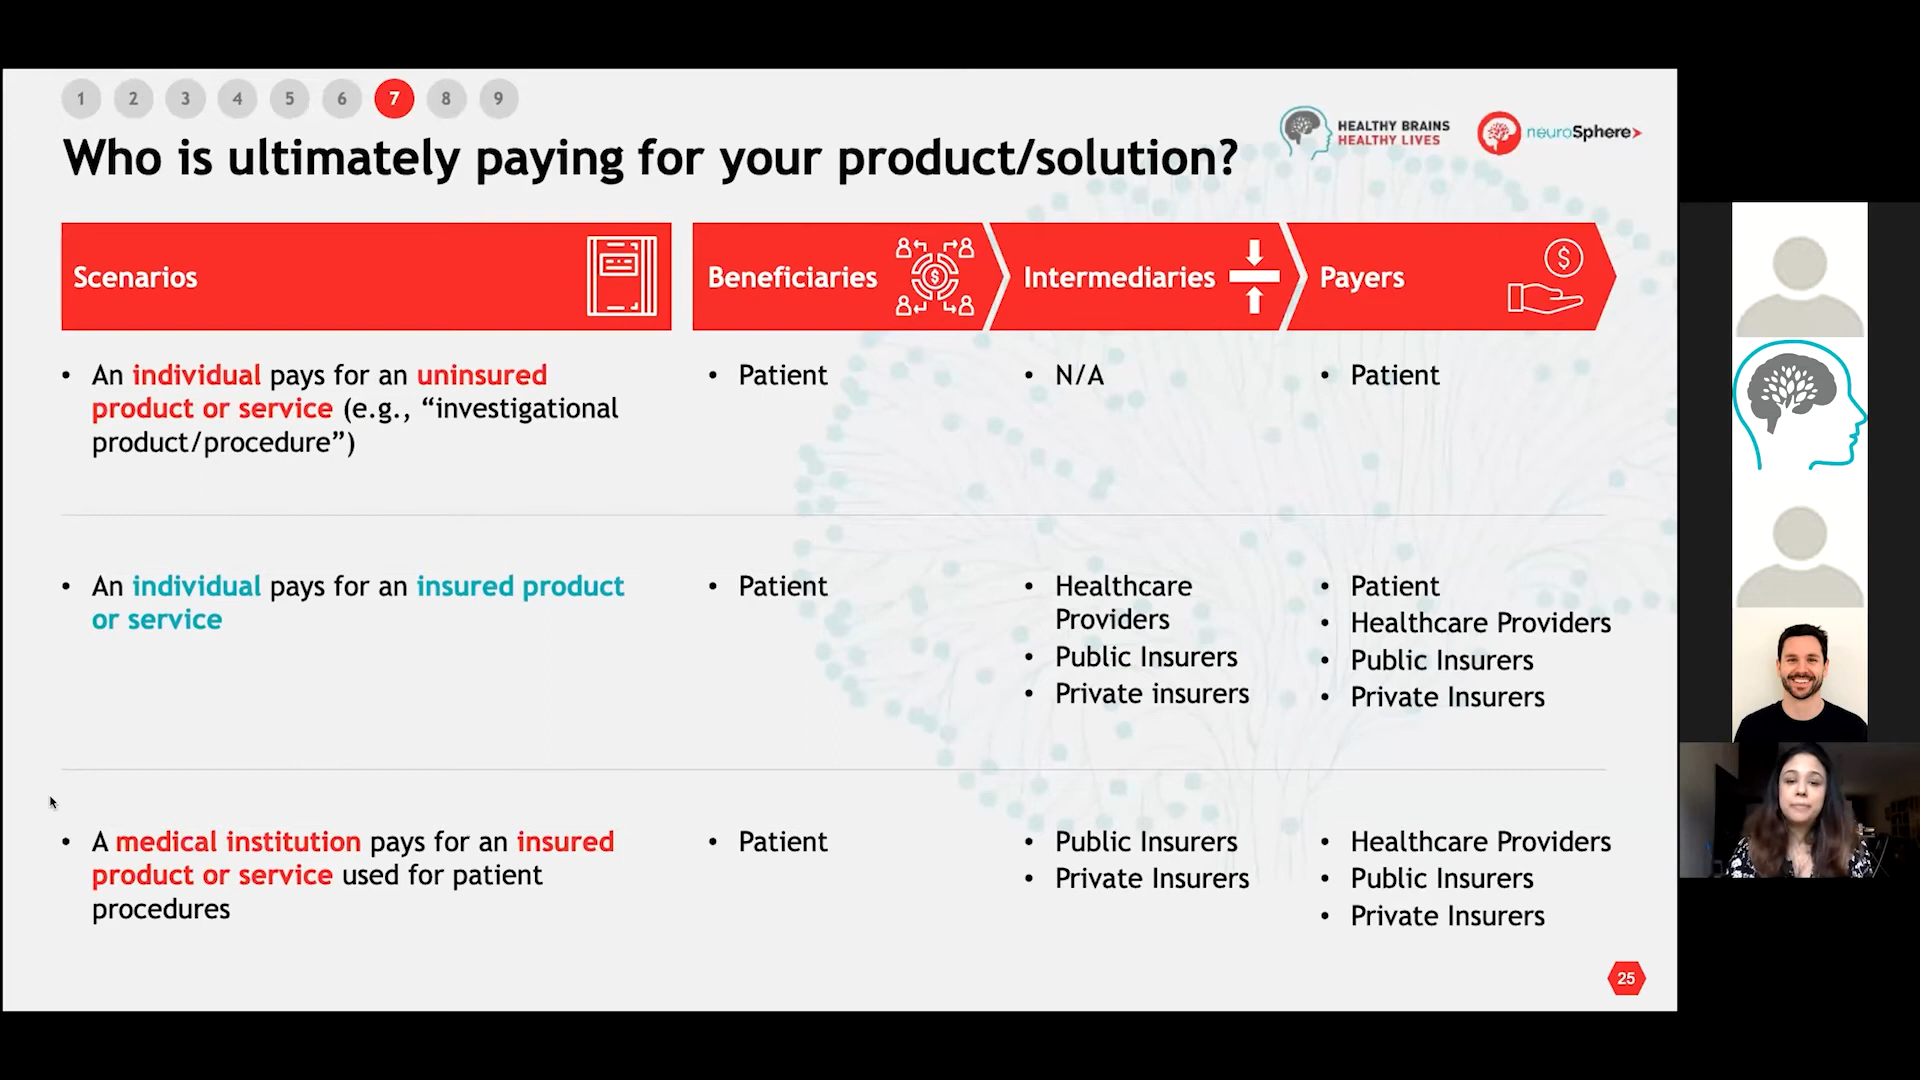 1 2 3 4 5 6 7 8 9
HEALTHY BRAINS
HEALTHY LIVES
neuroSphere
Who is ultimately paying for your product/solution?
Scenarios
Beneficiaries
Intermediaries
Payers
$
$
• An individual pays for an uninsured
product or service (e.g., “investigational
product/procedure”)
• Patient
• N/A
• Patient
• An individual pays for an insured product
or service
• Patient
• Healthcare
Providers
• Public Insurers
• Private insurers
• Patient
• Healthcare Providers
• Public Insurers
• Private Insurers
• A medical institution pays for an insured
product or service used for patient
procedures
• Patient
• Public Insurers
• Private Insurers
• Healthcare Providers
• Public Insurers
• Private Insurers
25